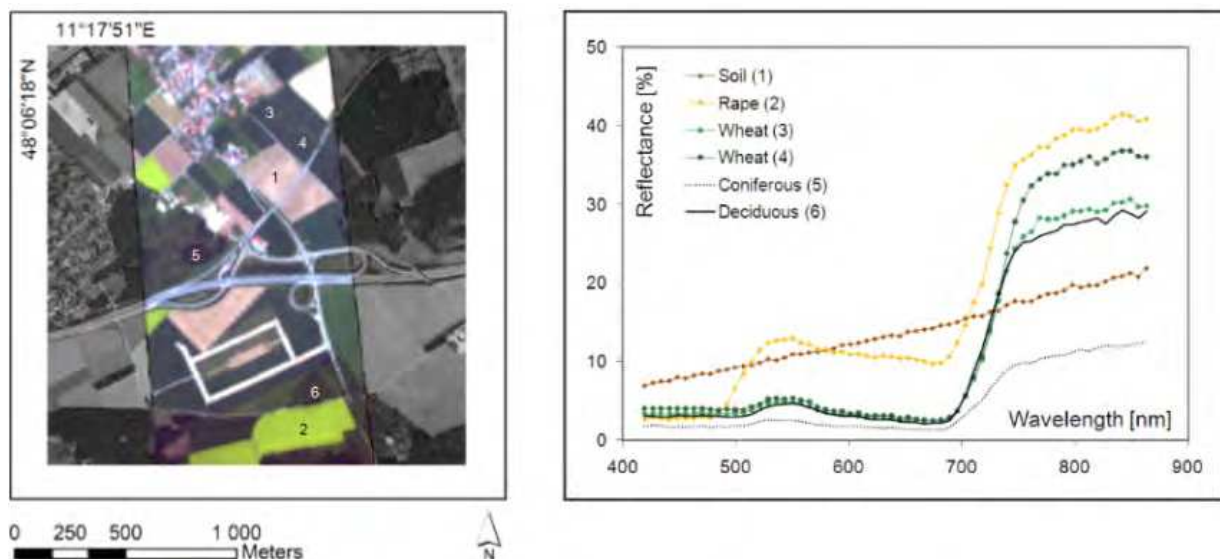 11°17'51"E
48°06'18"N
3
4
1
5
6
2
0 250 500 1 000
Meters
N
50
40
30
20
10
0
Reflectance [%]
Soil (1)
Rape (2)
Wheat (3)
Wheat (4)
Coniferous (5)
Deciduous (6)
Wavelength [nm]
400 500 600 700 800 900